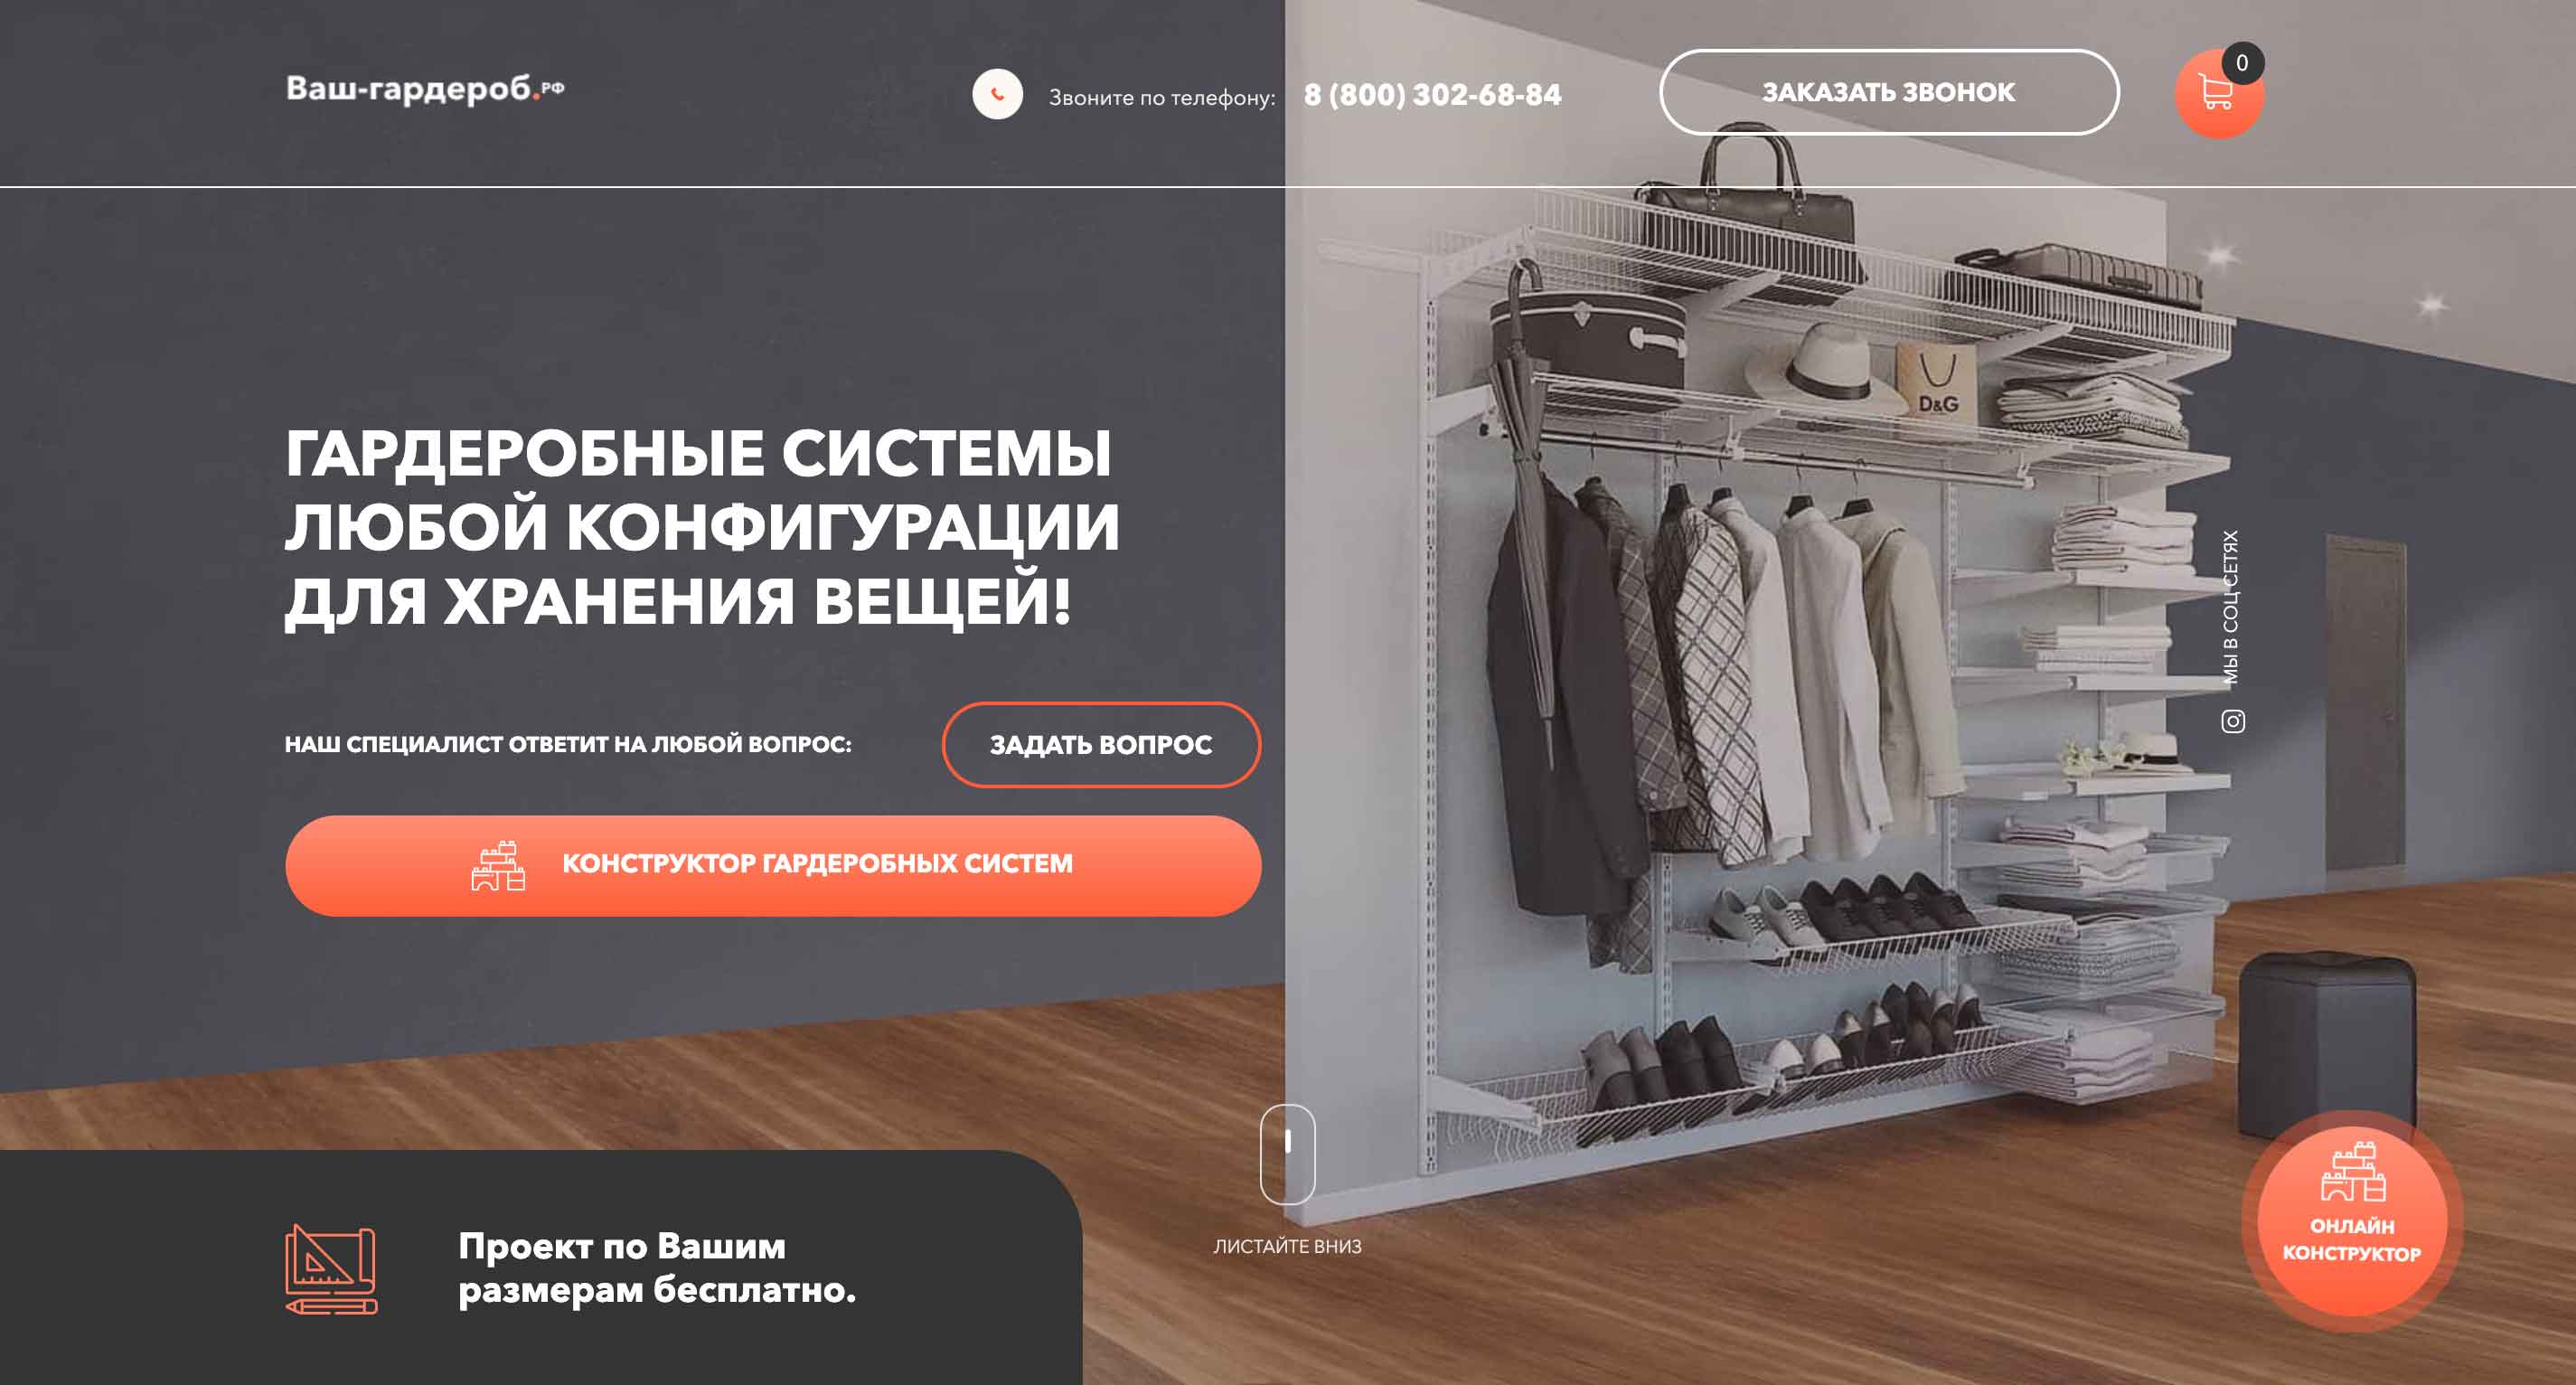 Ваш-гардероб.РФ
Звоните по телефону: 8 (800) 302-68-84
ЗАКАЗАТЬ ЗВОНОК
0
D&G
ГАРДЕРОБНЫЕ СИСТЕМЫ
ЛЮБОЙ КОНФИГУРАЦИИ
ДЛЯ ХРАНЕНИЯ ВЕЩЕЙ!
МЫ В СОЦ.СЕТЯХ
НАШ СПЕЦИАЛИСТ ОТВЕТИТ НА ЛЮБОЙ ВОПРОС:
ЗАДАТЬ ВОПРОС
КОНСТРУКТОР ГАРДЕРОБНЫХ СИСТЕМ
Проект по Вашим
размерам бесплатно.
ЛИСТАЙТЕ ВНИЗ
ОНЛАЙН
КОНСТРУКТОР